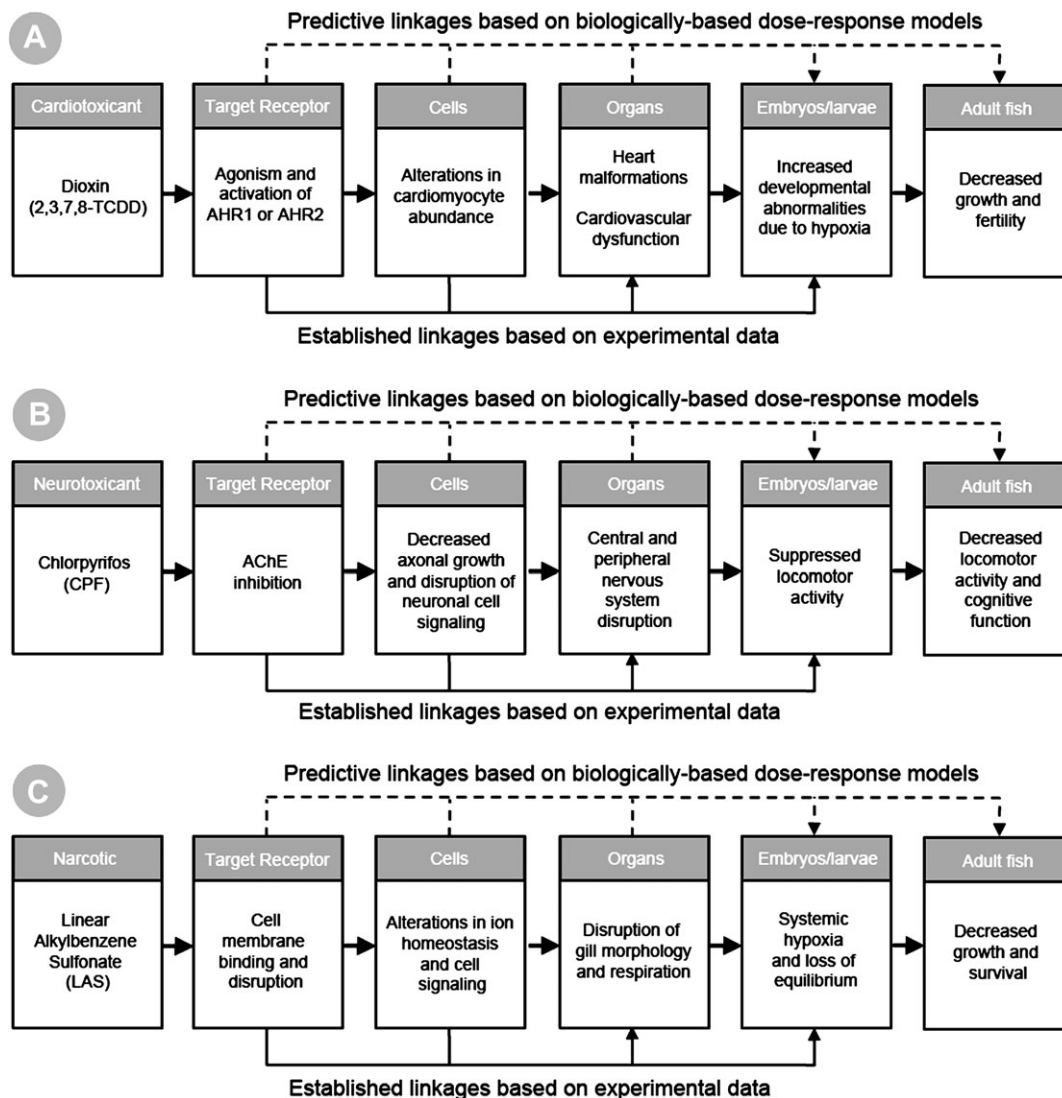 A
Predictive linkages based on biologically-based dose-response models
Cardiotoxicant
Dioxin
(2,3,7,8-TCDD)
Target Receptor
Agonism and
activation of
AHR1 or AHR2
Cells
Alterations in
cardiomyocyte
abundance
Organs
Heart
malformations
Cardiovascular
dysfunction
Embryos/larvae
Increased
developmental
abnormalities
due to hypoxia
Adult fish
Decreased
growth and
fertility
Established linkages based on experimental data
B
Predictive linkages based on biologically-based dose-response models
Neurotoxicant
Chlorpyrifos
(CPF)
Target Receptor
AChE
inhibition
Cells
Decreased
axonal growth
and disruption of
neuronal cell
signaling
Organs
Central and
peripheral
nervous
system
disruption
Embryos/larvae
Suppressed
locomotor
activity
Adult fish
Decreased
locomotor
activity and
cognitive
function
Established linkages based on experimental data
C
Predictive linkages based on biologically-based dose-response models
Narcotic
Linear
Alkylbenzene
Sulfonate
(LAS)
Target Receptor
Cell
membrane
binding and
disruption
Cells
Alterations in ion
homeostasis
and cell
signaling
Organs
Disruption of
gill morphology
and respiration
Embryos/larvae
Systemic
hypoxia
and loss of
equilibrium
Adult fish
Decreased
growth and
survival
Established linkages based on experimental data